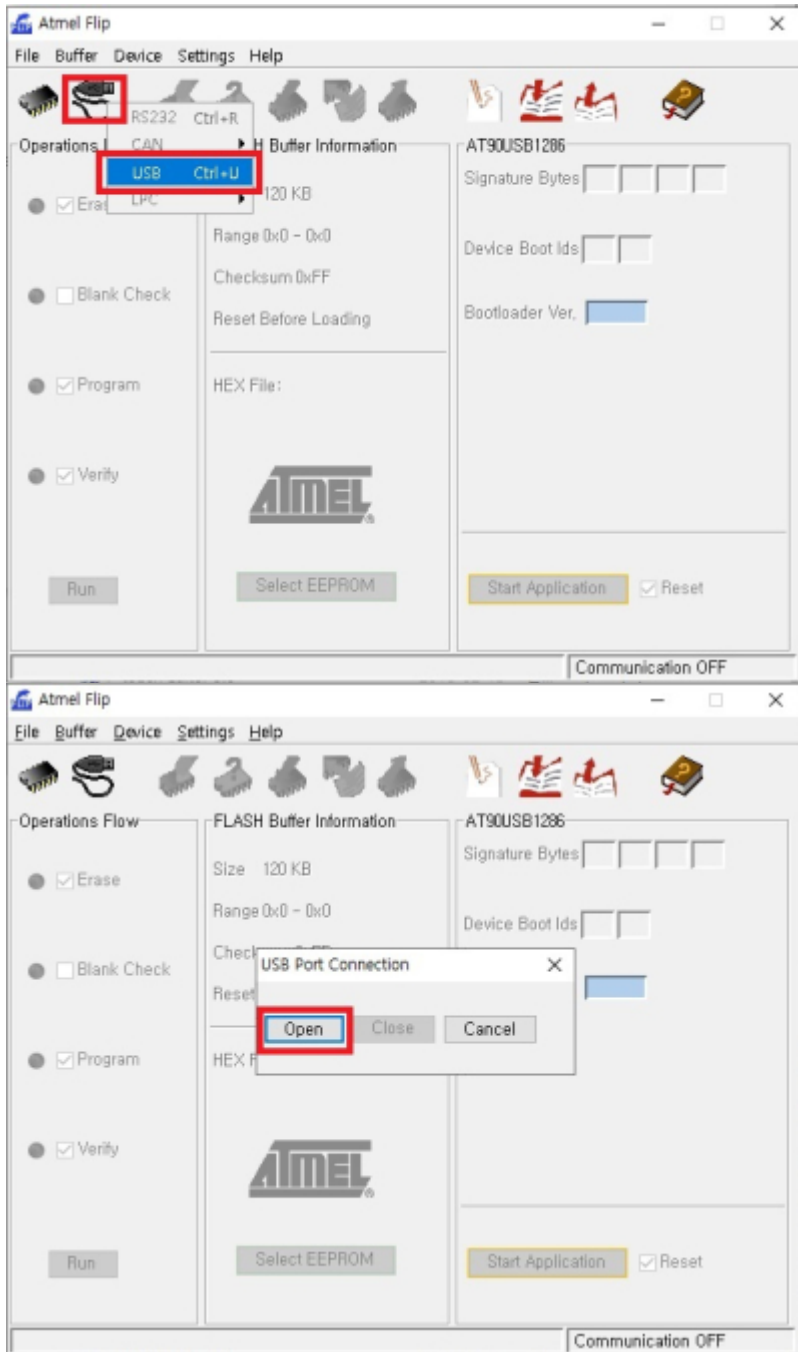 Atmel Flip
File Buffer Device Settings Help
RS232 Ctrl+R
CAN
USB Ctrl+U
LPC
Operations
H Buffer Information
AT90USB1286
Signature Bytes
Eras
120 KB
Range 0x0 - 0x0
Device Boot Ids
Checksum 0xFF
Blank Check
Reset Before Loading
Bootloader Ver.
Program
HEX File:
Verify
ATMEL
Run
Select EEPROM
Start Application
Reset
Communication OFF
Atmel Flip
File Buffer Device Settings Help
Operations Flow
FLASH Buffer Information
AT90USB1286
Signature Bytes
Erase
Size 120 KB
Range 0x0 - 0x0
Device Boot Ids
Chec
USB Port Connection
Blank Check
Reset
Open
Close
Cancel
Program
HEX F
Verify
ATMEL
Run
Select EEPROM
Start Application
Reset
Communication OFF